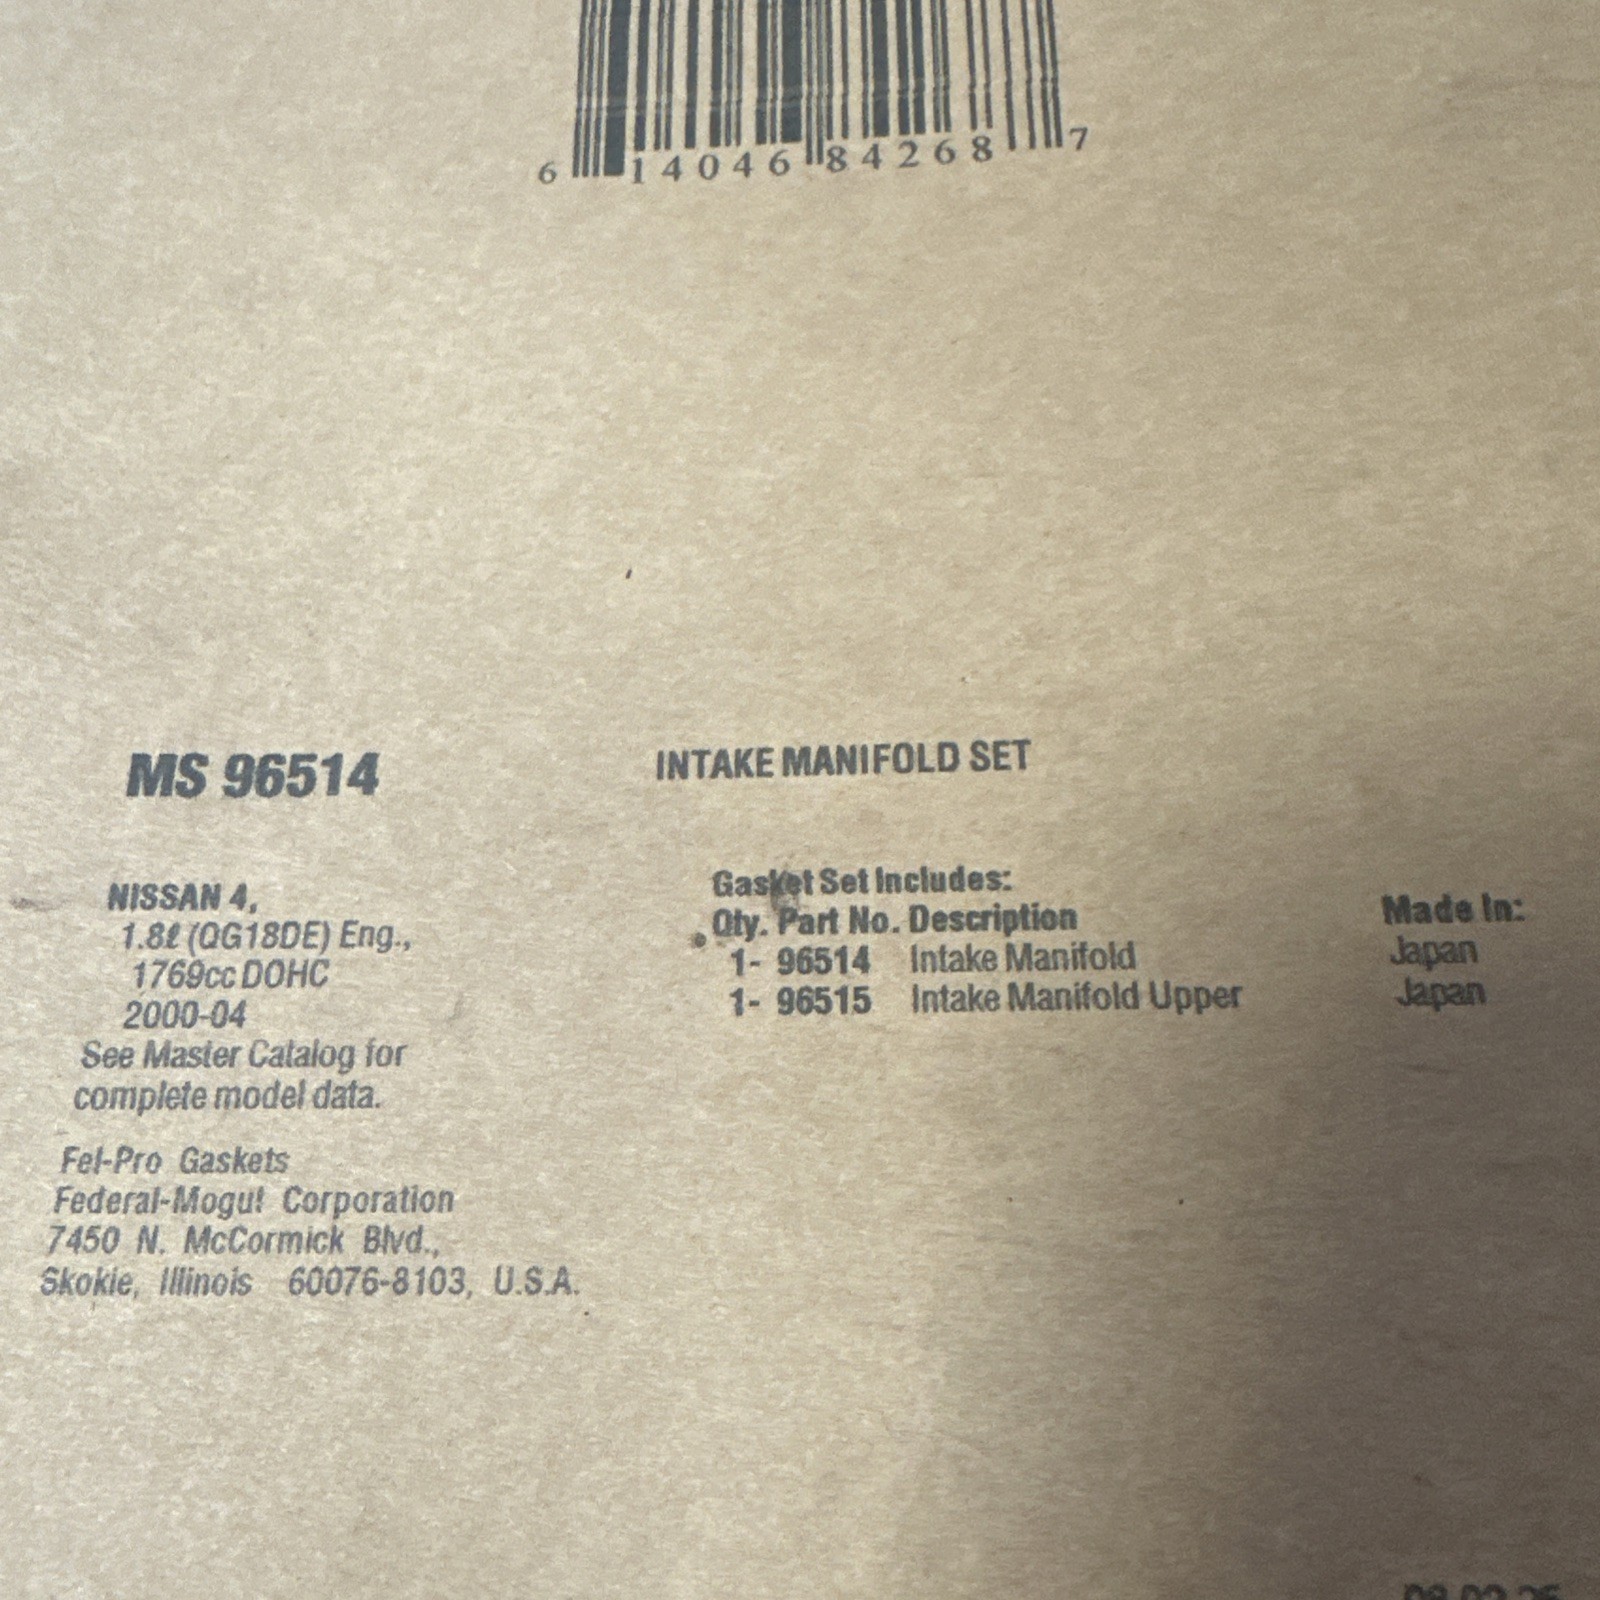 6 14046 84268 7
MS 96514
INTAKE MANIFOLD SET
NISSAN 4,
1.8ℓ (QG18DE) Eng.,
1769cc DOHC
2000-04
See Master Catalog for
complete model data.
Fel-Pro Gaskets
Federal-Mogul Corporation
7450 N. McCormick Blvd.,
Skokie, Illinois 60076-8103, U.S.A.
Gasket Set Includes:
Qty. Part No. Description Made In:
1- 96514 Intake Manifold Japan
1- 96515 Intake Manifold Upper Japan